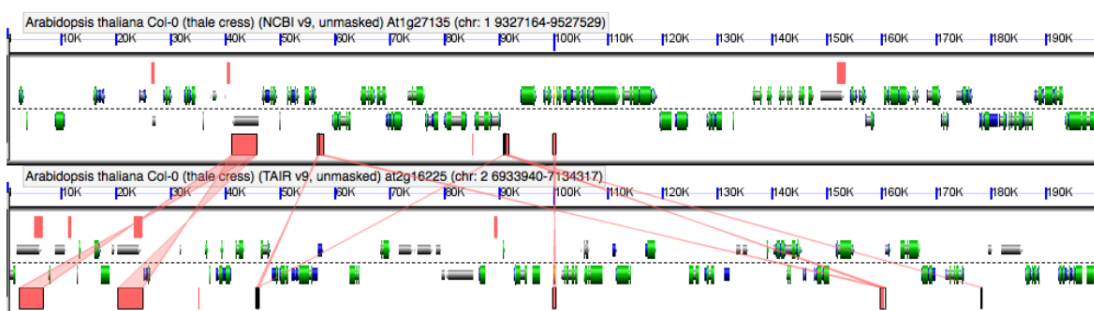 Arabidopsis thaliana Col-0 (thale cress) (NCBI v9, unmasked) At1g27135 (chr: 1 9327164-9527529)
10K 20K 30K 40K 50K 60K 70K 80K 90K 100K 110K 120K 130K 140K 150K 160K 170K 180K 190K
Arabidopsis thaliana Col-0 (thale cress) (TAIR v9, unmasked) at2g16225 (chr: 2 6933940-7134317)
10K 20K 30K 40K 50K 60K 70K 80K 90K 100K 110K 120K 130K 140K 150K 160K 170K 180K 190K